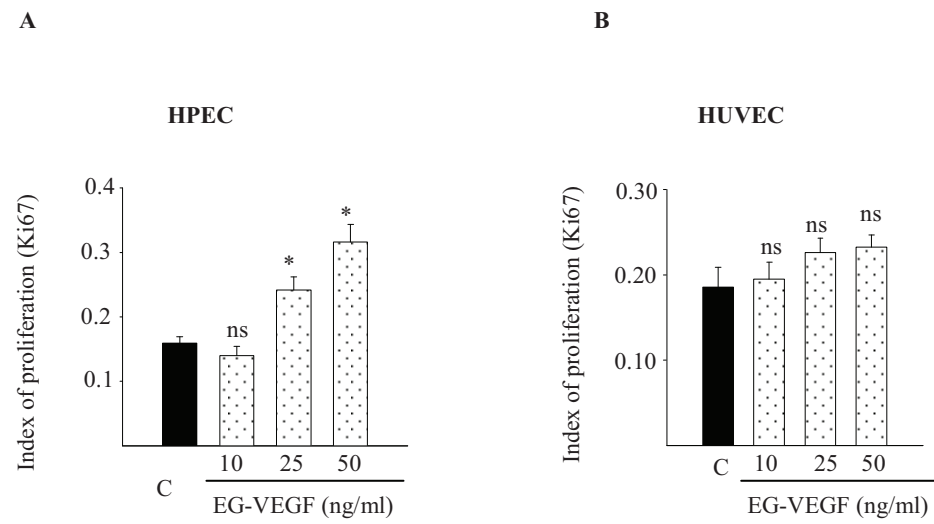 A
HPEC
Index of proliferation (Ki67)
0.4
0.3
0.2
0.1
ns
*
*
C
10 25 50
EG-VEGF (ng/ml)
B
HUVEC
Index of proliferation (Ki67)
0.30
0.20
0.10
ns
ns
ns
C
10 25 50
EG-VEGF (ng/ml)